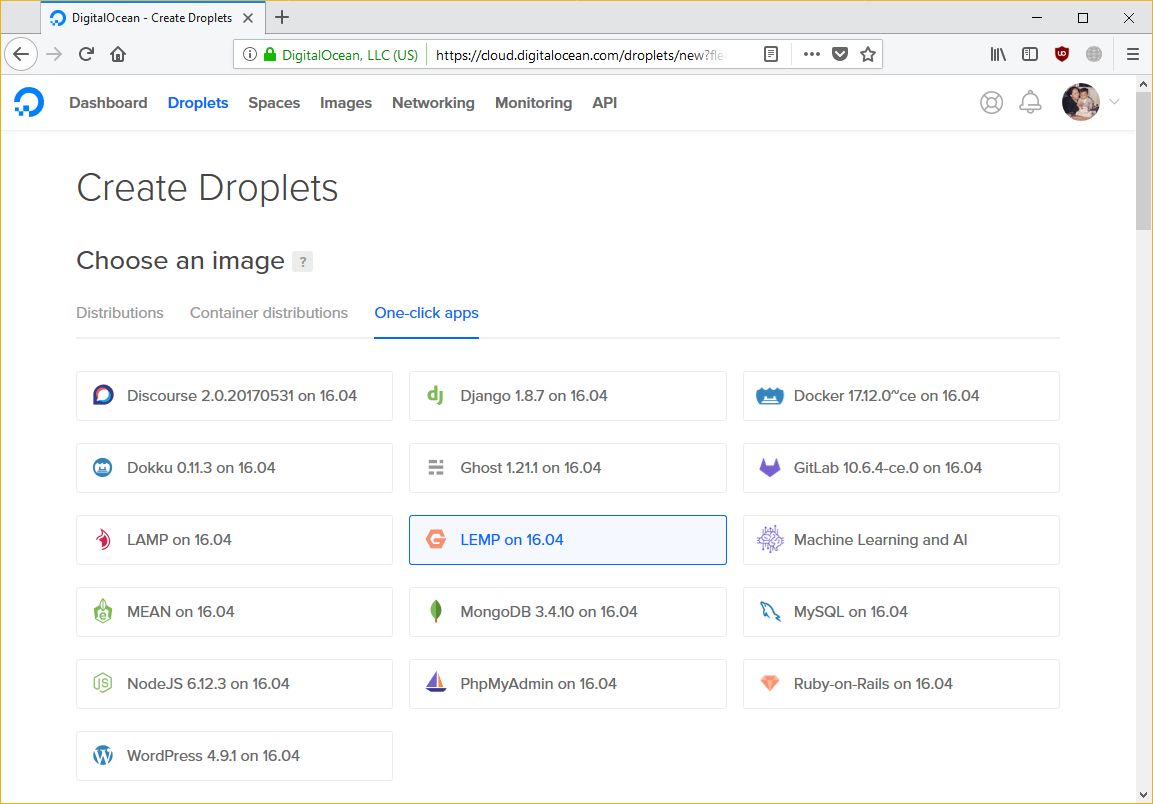 DigitalOcean - Create Droplets
DigitalOcean, LLC (US) https://cloud.digitalocean.com/droplets/new?fle
Dashboard Droplets Spaces Images Networking Monitoring API
Create Droplets
Choose an image ?
Distributions Container distributions One-click apps
Discourse 2.0.20170531 on 16.04 Django 1.8.7 on 16.04 Docker 17.12.0~ce on 16.04
Dokku 0.11.3 on 16.04 Ghost 1.21.1 on 16.04 GitLab 10.6.4-ce.0 on 16.04
LAMP on 16.04 LEMP on 16.04 Machine Learning and AI
MEAN on 16.04 MongoDB 3.4.10 on 16.04 MySQL on 16.04
NodeJS 6.12.3 on 16.04 PhpMyAdmin on 16.04 Ruby-on-Rails on 16.04
WordPress 4.9.1 on 16.04